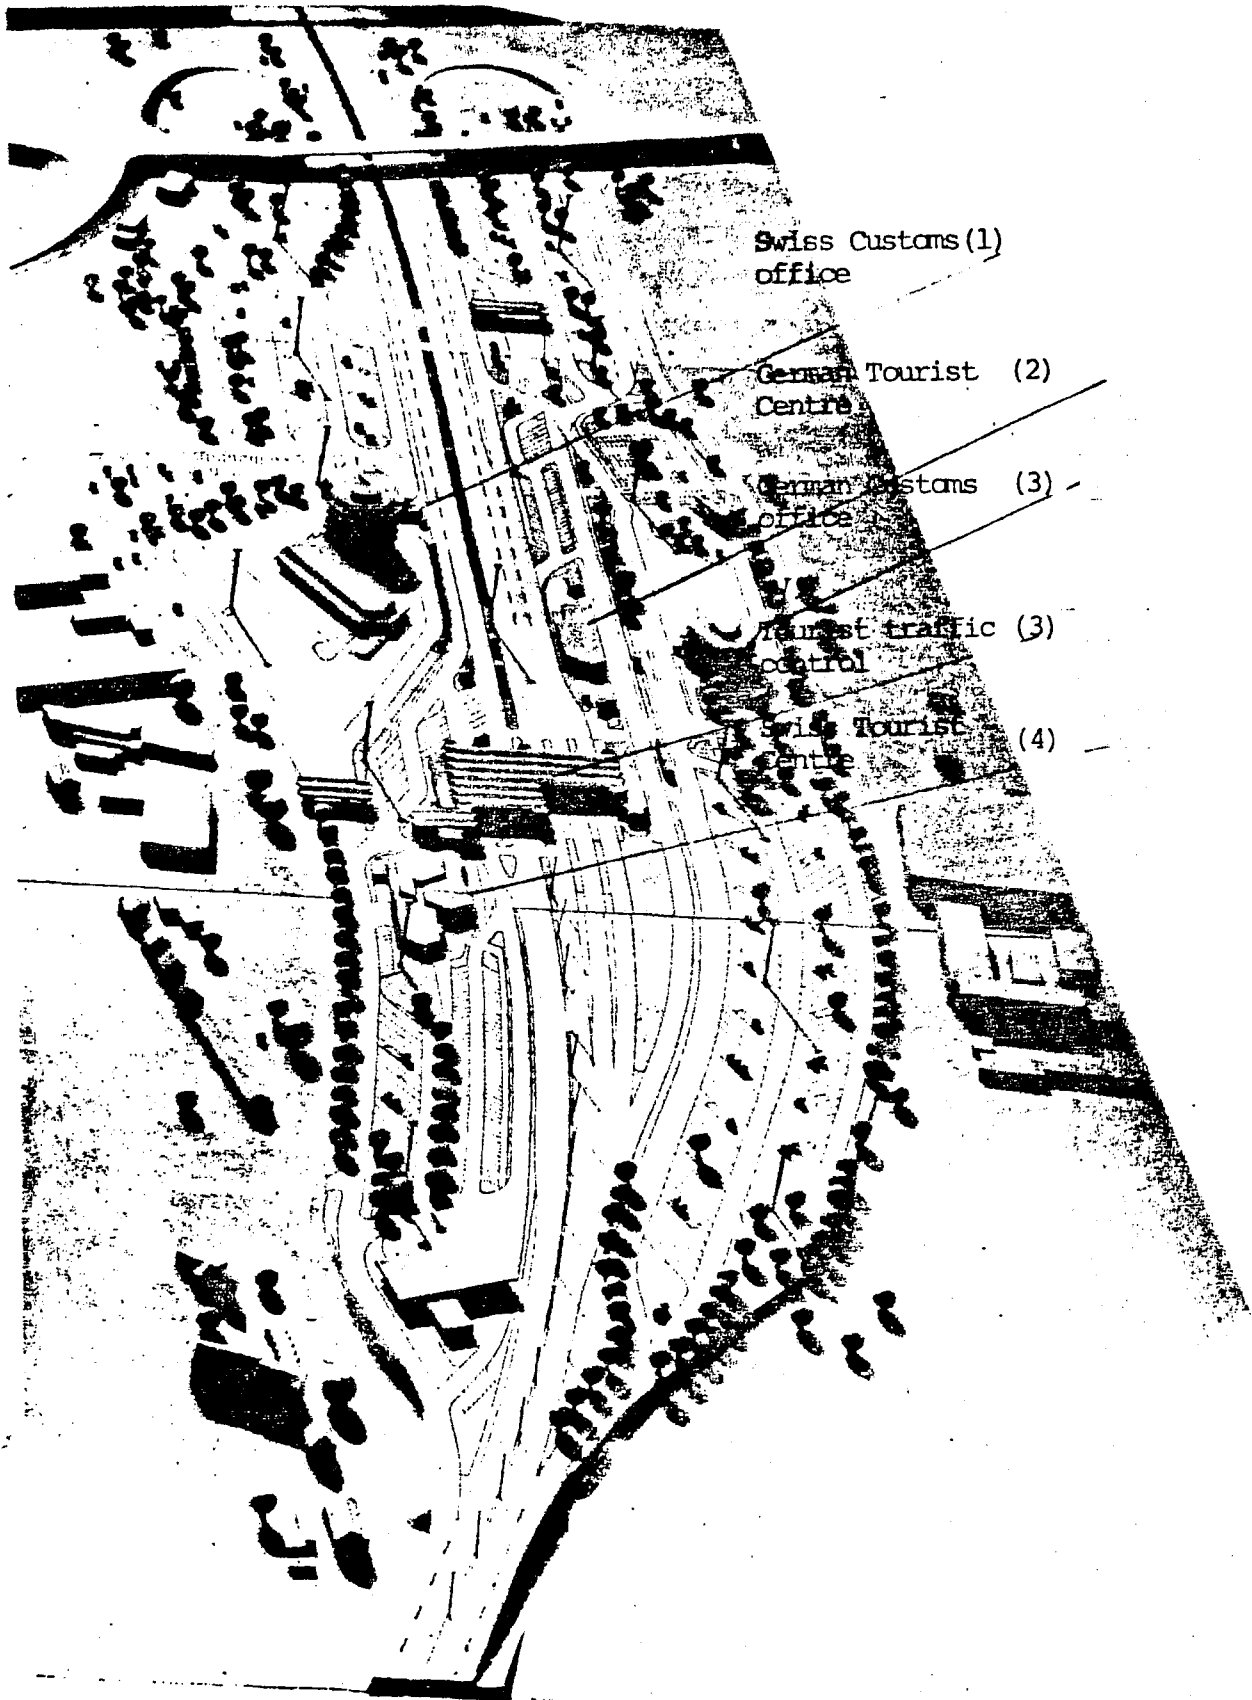 Swiss Customs (1)
office
German Tourist (2)
Centre
German Customs (3)
office
Tourist traffic (3)
control
Swiss Tourist (4)
Centre